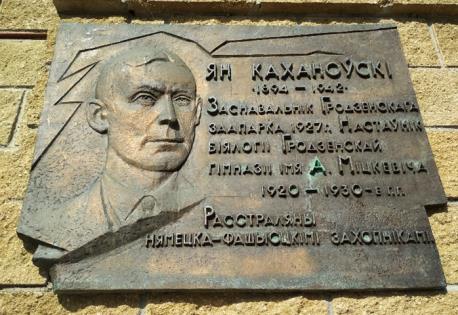 ЯН КАХАНОЎСКІ
1894 – 1942
ЗАСНАВАЛЬНІК ГРОДЗЕНСКАГА
ЗААПАРКА 1927 г. НАСТАЎНІК
БІЯЛОГІІ ГРОДЗЕНСКАЙ
ГІМНАЗІІ ІМЯ А. МІЦКЕВІЧА
1920 – 1930-Я Г.Г.
РАССТРАЛЯНЫ
НЯМЕЦКА-ФАШЫСЦКІМІ ЗАХОПНІКАМІ